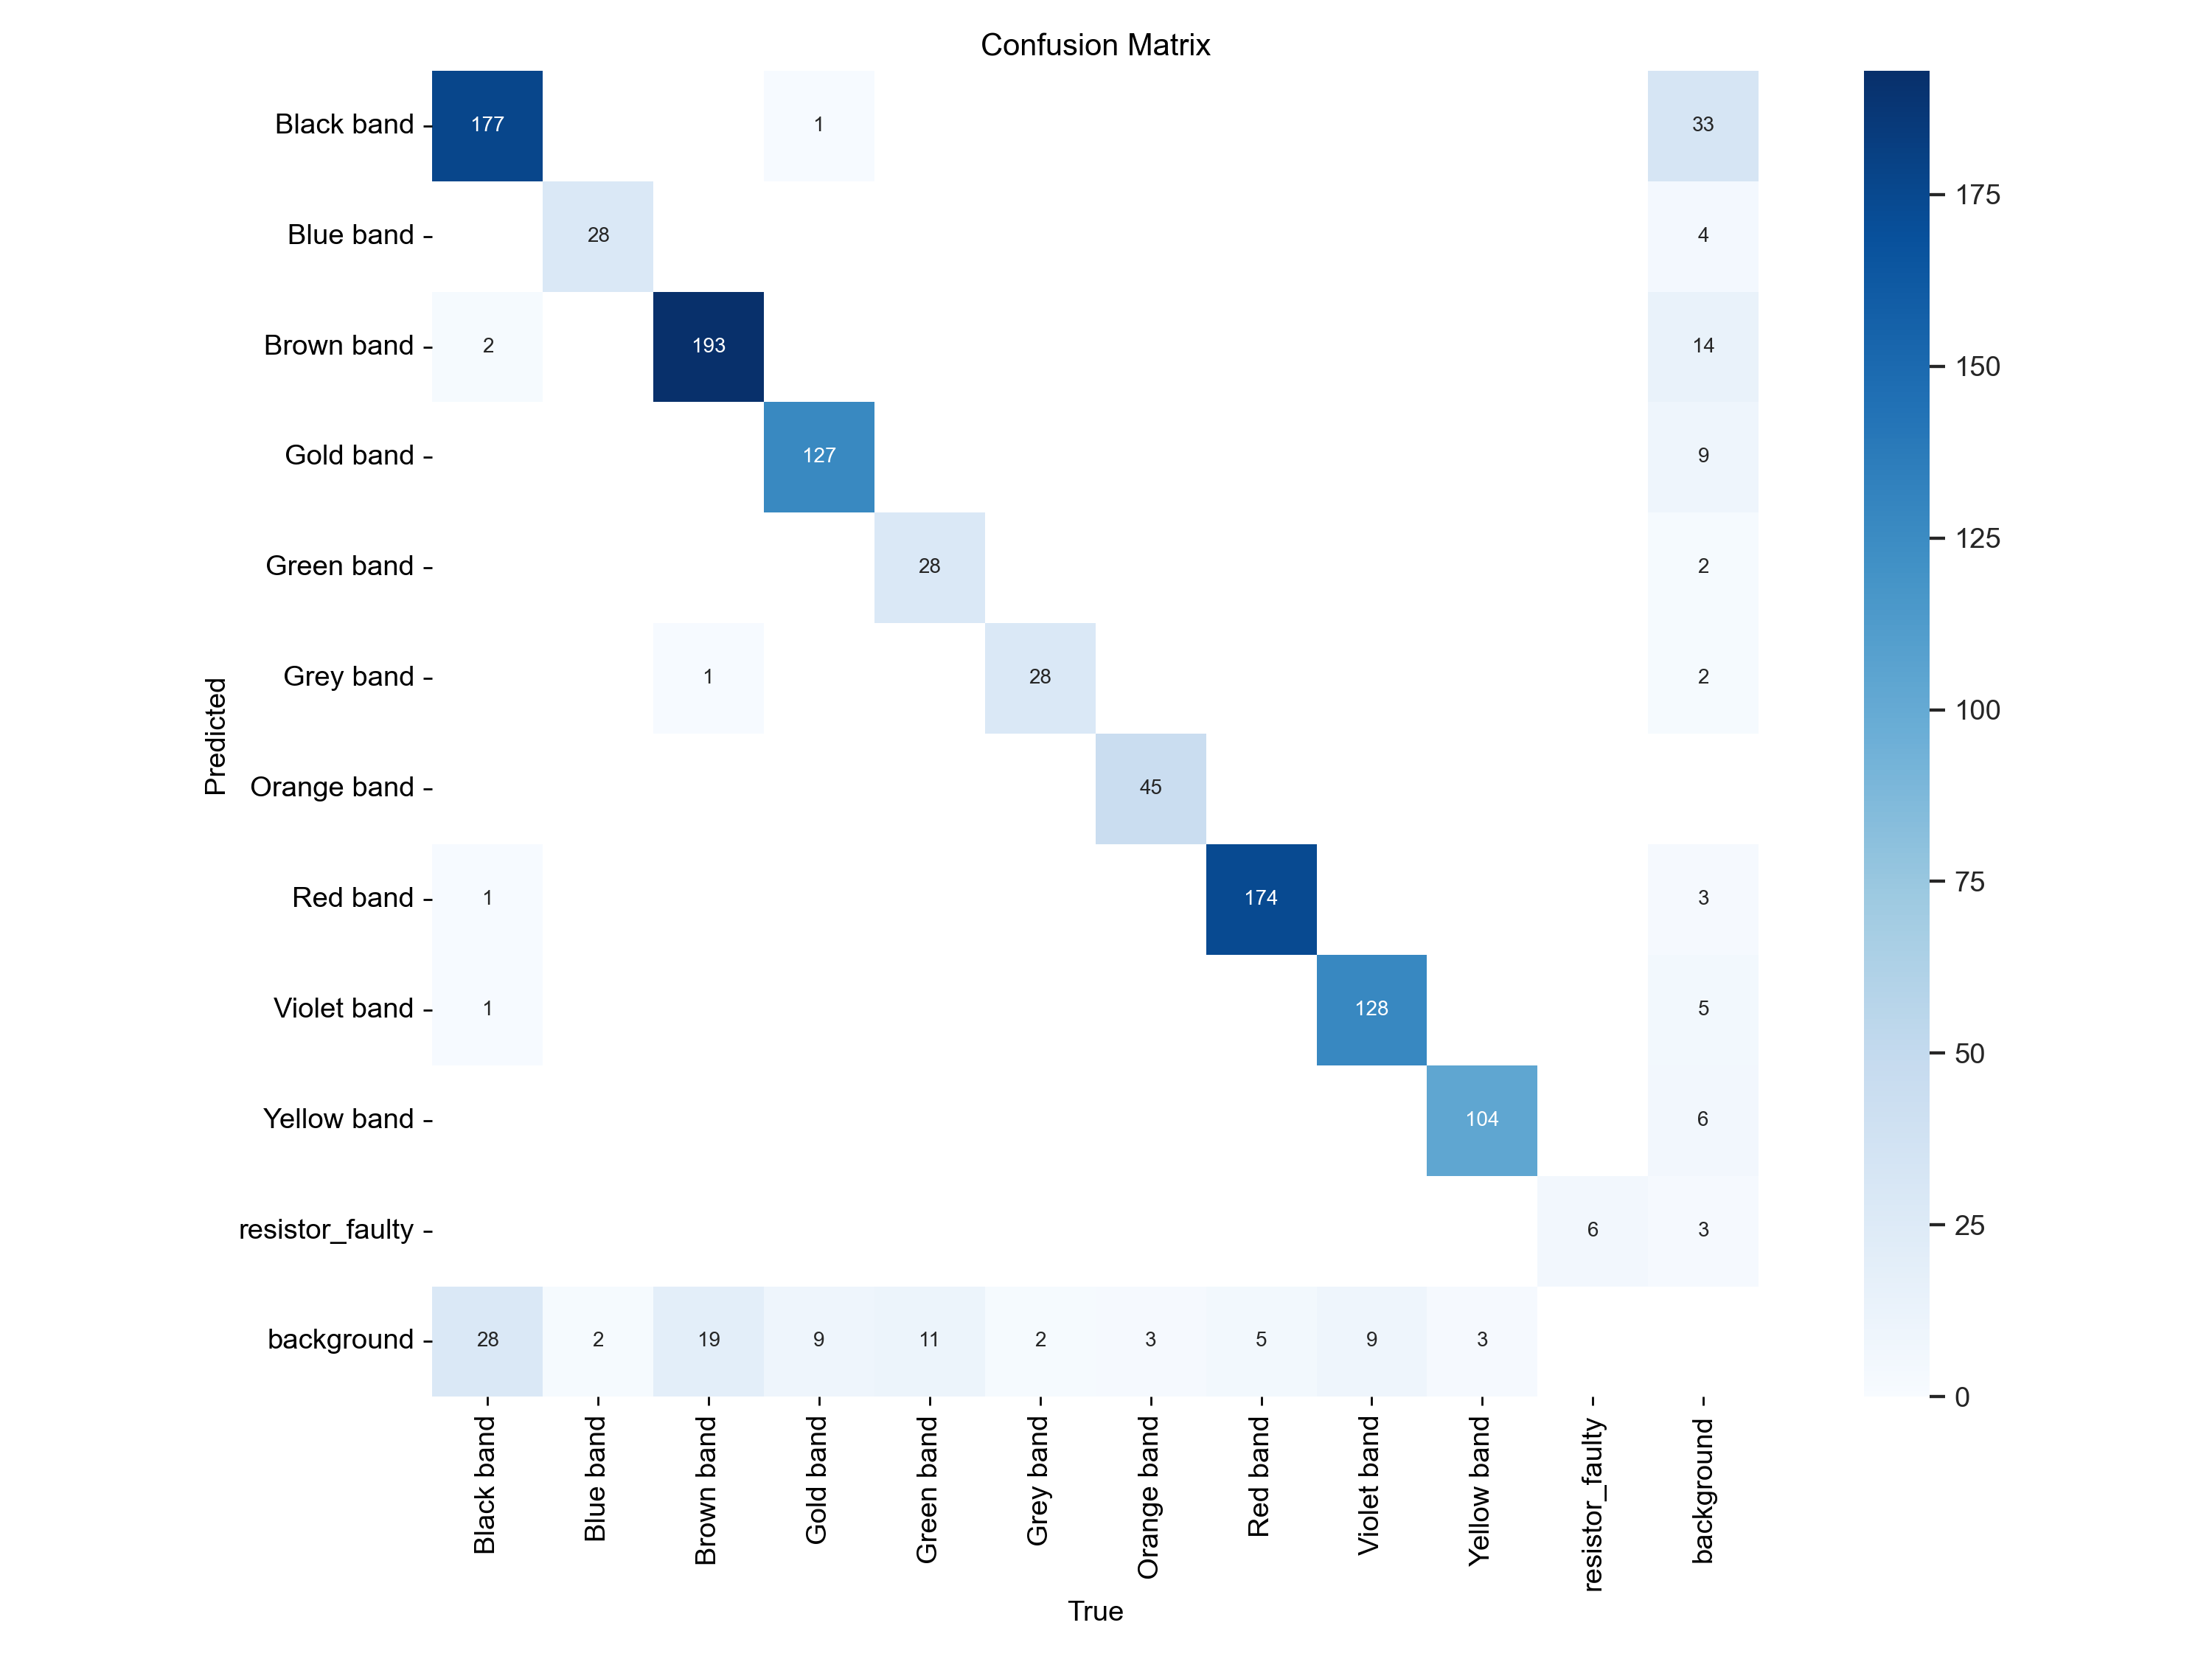 Confusion Matrix
Black band 177 1 33
Blue band 28 4
Brown band 2 193 14
Gold band 127 9
Green band 28 2
Grey band 1 28 2
Orange band 45
Red band 1 174 3
Violet band 1 128 5
Yellow band 104 6
resistor_faulty 6 3
background 28 2 19 9 11 2 3 5 9 3
Predicted
Black band
Blue band
Brown band
Gold band
Green band
Grey band
Orange band
Red band
Violet band
Yellow band
resistor_faulty
background
True
175
150
125
100
75
50
25
0